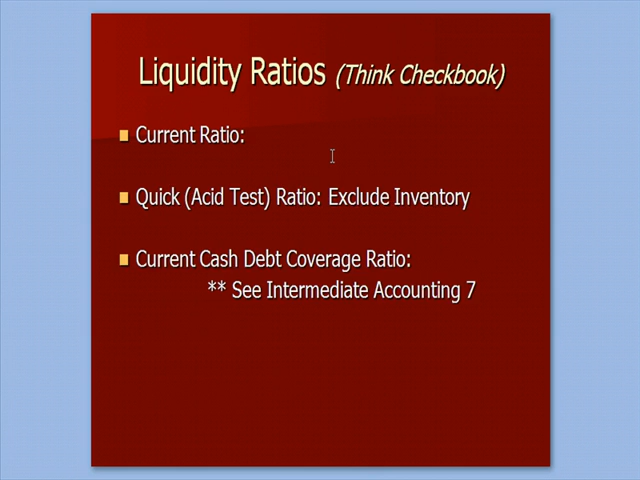 Liquidity Ratios (Think Checkbook)
Current Ratio:
Quick (Acid Test) Ratio: Exclude Inventory
Current Cash Debt Coverage Ratio:
** See Intermediate Accounting 7